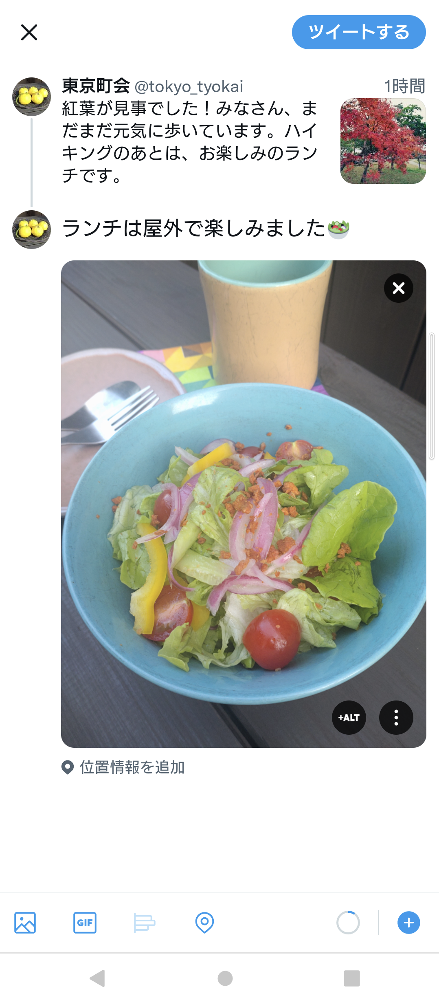 ツイートする
東京町会 @tokyo_tyokai 1時間
紅葉が見事でした！みなさん、ま
だまだ元気に歩いています。ハイ
キングのあとは、お楽しみのラン
チです。
ランチは屋外で楽しみました🥗
+ALT
位置情報を追加
GIF